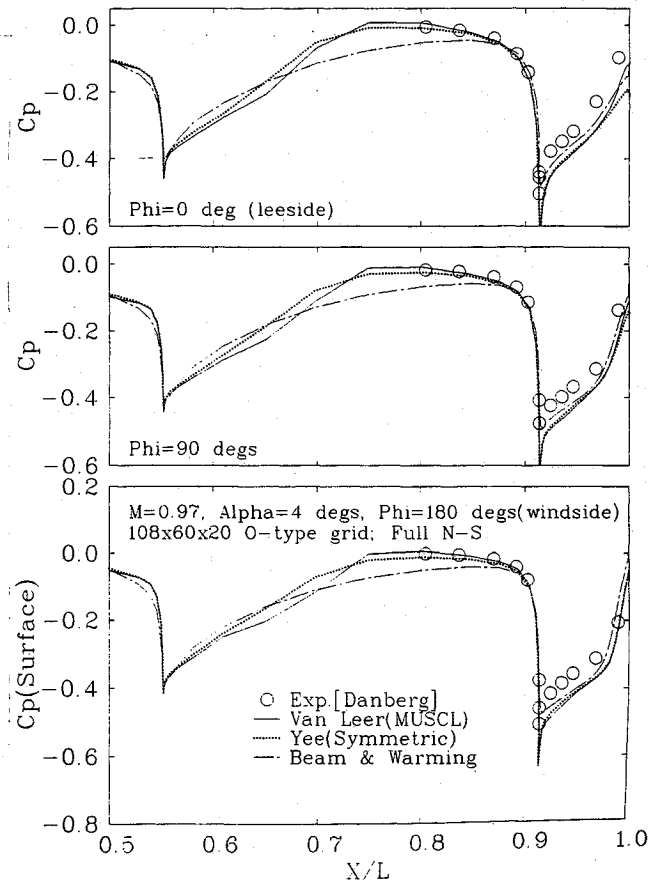 0.0
-0.2
-0.4
-0.6
Cp
Phi=0 deg (leeside)
0.0
-0.2
-0.4
-0.6
Cp
Phi=90 degs
0.2
0.0
-0.2
-0.4
-0.6
-0.8
Cp(Surface)
M=0.97, Alpha=4 degs, Phi=180 degs(windside)
108x60x20 O-type grid; Full N-S
Exp.[Danberg]
Van Leer(MUSCL)
Yee(Symmetric)
Beam & Warming
0.5 0.6 0.7 0.8 0.9 1.0
X/L